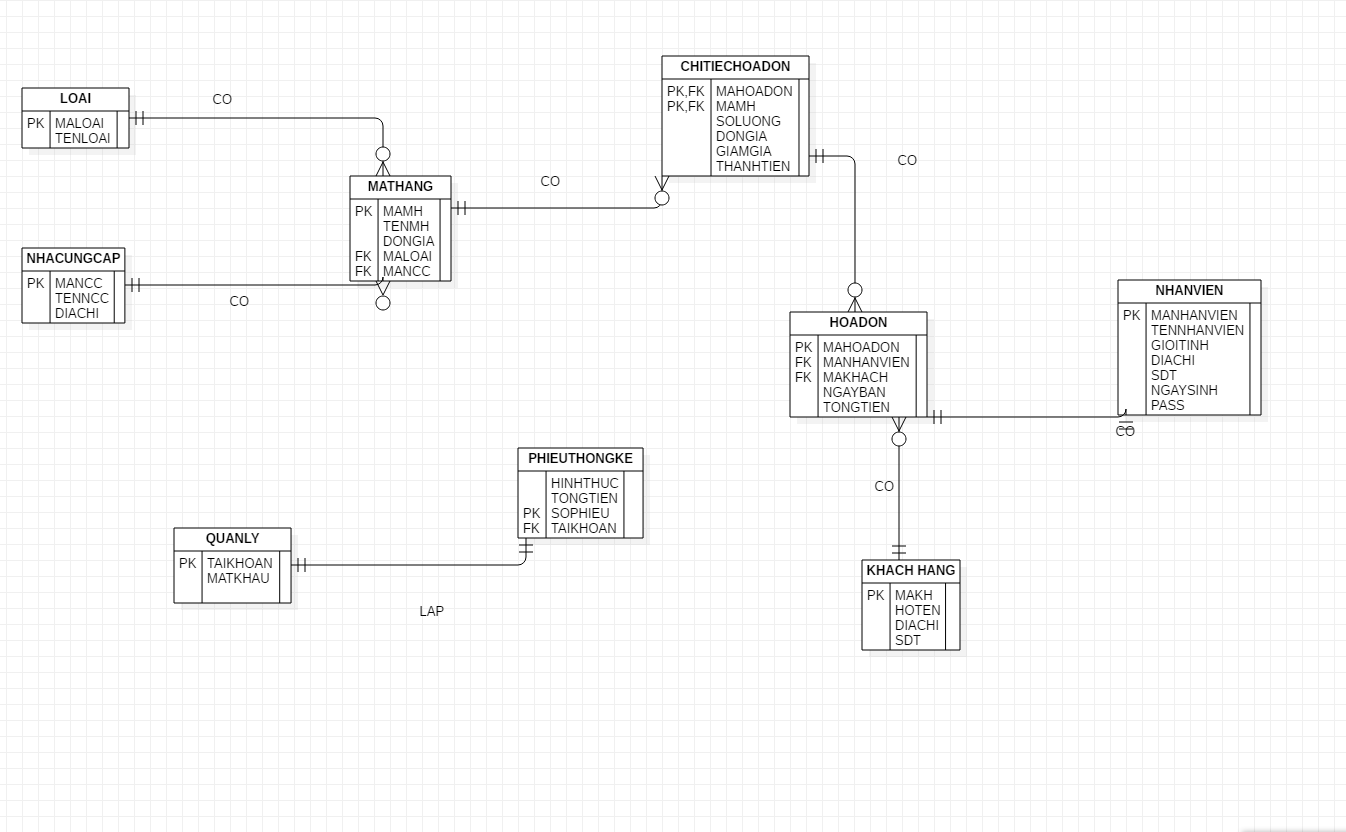 CHITIECHOADON
PK,FK MAHOADON
PK,FK MAMH
SOLUONG
DONGIA
GIAMGIA
THANHTIEN
LOAI
PK MALOAI
TENLOAI
CO
MATHANG
PK MAMH
TENMH
DONGIA
FK MALOAI
FK MANCC
CO
CO
NHACUNGCAP
PK MANCC
TENNCC
DIACHI
CO
HOADON
PK MAHOADON
FK MANHANVIEN
FK MAKHACH
NGAYBAN
TONGTIEN
NHANVIEN
PK MANHANVIEN
TENNHANVIEN
GIOITINH
DIACHI
SDT
NGAYSINH
PASS
CO
PHIEUTHONGKE
HINHTHUC
TONGTIEN
PK SOPHIEU
FK TAIKHOAN
CO
QUANLY
PK TAIKHOAN
MATKHAU
LAP
KHACH HANG
PK MAKH
HOTEN
DIACHI
SDT